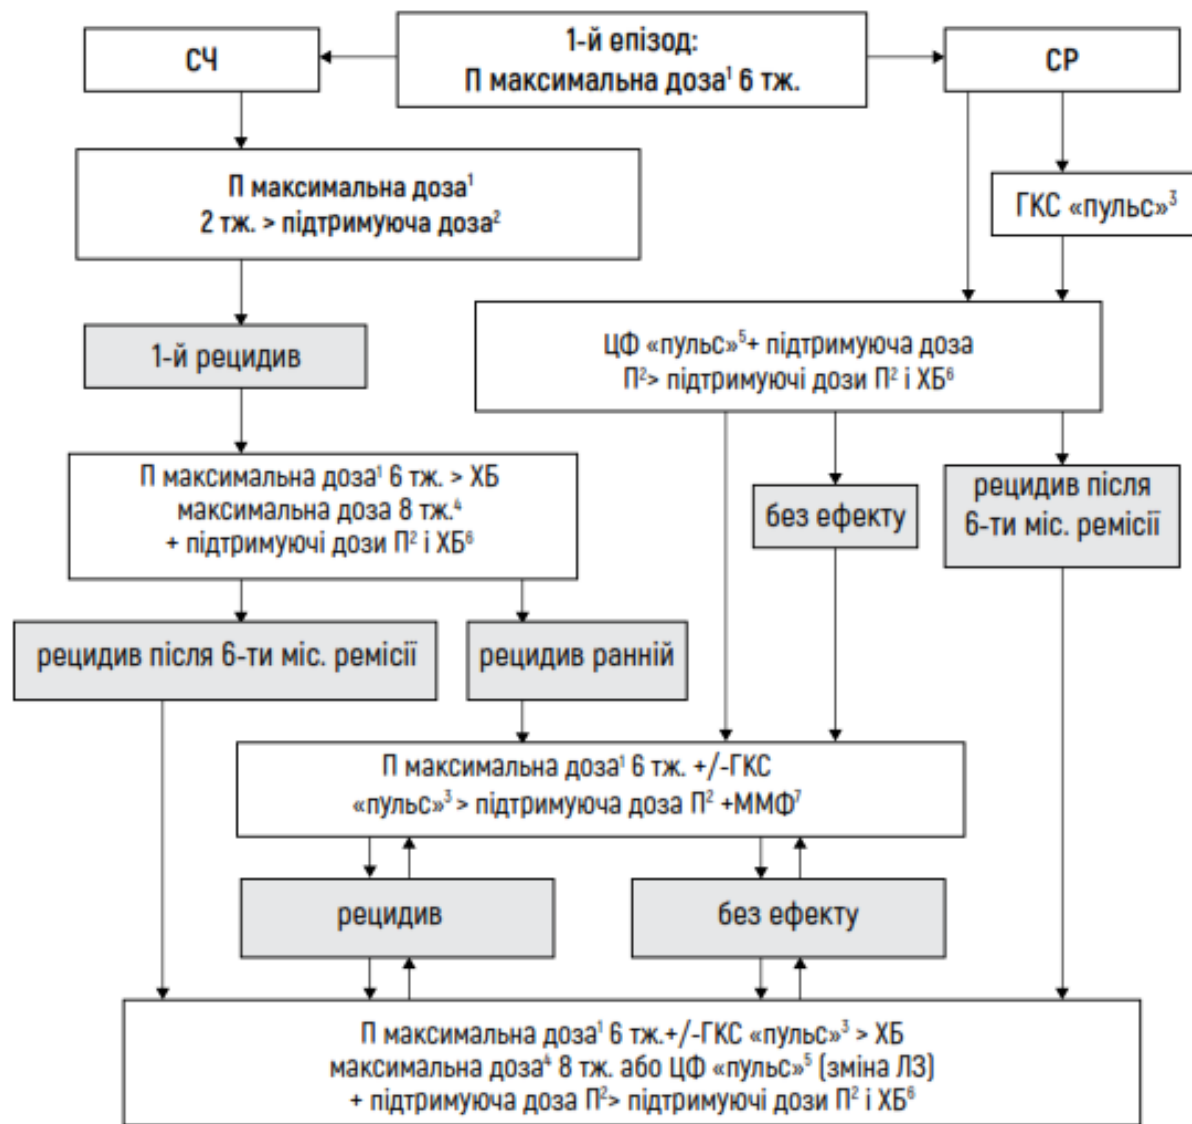 1-й епізод:
П максимальна доза¹ 6 тж.
СЧ
СР
П максимальна доза¹
2 тж. > підтримуюча доза²
ГКС «пульс»³
1-й рецидив
ЦФ «пульс»⁵+ підтримуюча доза
П²> підтримуючі дози П² і ХБ⁶
П максимальна доза¹ 6 тж. > ХБ
максимальна доза 8 тж.⁴
+ підтримуючі дози П² і ХБ⁶
без ефекту
рецидив після
6-ти міс. ремісії
рецидив після 6-ти міс. ремісії
рецидив ранній
П максимальна доза¹ 6 тж. +/-ГКС
«пульс»³ > підтримуюча доза П² +ММФ⁷
рецидив
без ефекту
П максимальна доза¹ 6 тж.+/-ГКС «пульс»³ > ХБ
максимальна доза⁴ 8 тж. або ЦФ «пульс»⁵ (зміна ЛЗ)
+ підтримуюча доза П²> підтримуючі дози П² і ХБ⁶